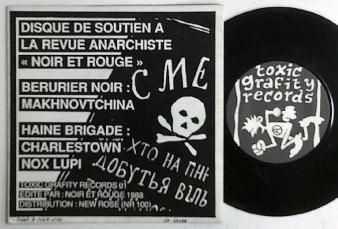 DISQUE DE SOUTIEN A
LA REVUE ANARCHISTE
« NOIR ET ROUGE »
BERURIER NOIR :
MAKHNOVTCHINA
HAINE BRIGADE :
CHARLESTOWN
NOX LUPI
TOXIC GRAFITY RECORDS 01
EDITE PAR : NOIR ET ROUGE 1988
DISTRIBUTION : NEW ROSE (NR 100)
С МЕ
ХТО НА
ДОБУТЬЯ ВІЛЬ
toxic
grafity
records